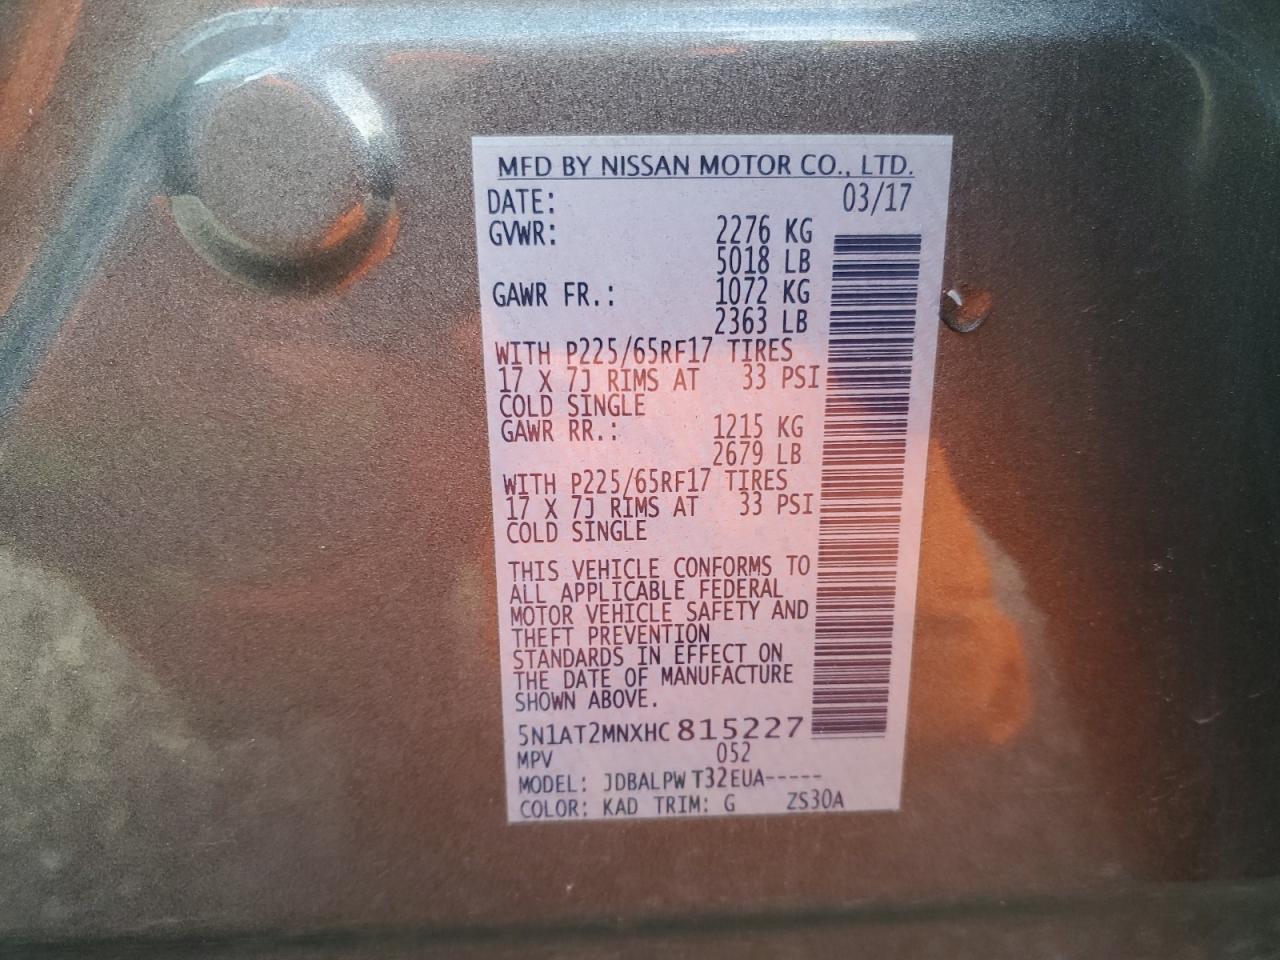 MFD BY NISSAN MOTOR CO., LTD.
DATE: 03/17
GVWR: 2276 KG
5018 LB
GAWR FR.: 1072 KG
2363 LB
WITH P225/65RF17 TIRES
17 X 7J RIMS AT 33 PSI
COLD SINGLE
GAWR RR.: 1215 KG
2679 LB
WITH P225/65RF17 TIRES
17 X 7J RIMS AT 33 PSI
COLD SINGLE
THIS VEHICLE CONFORMS TO
ALL APPLICABLE FEDERAL
MOTOR VEHICLE SAFETY AND
THEFT PREVENTION
STANDARDS IN EFFECT ON
THE DATE OF MANUFACTURE
SHOWN ABOVE.
5N1AT2MNXHC815227
MPV 052
MODEL: JDBALPW T32EUA-----
COLOR: KAD TRIM: G ZS30A